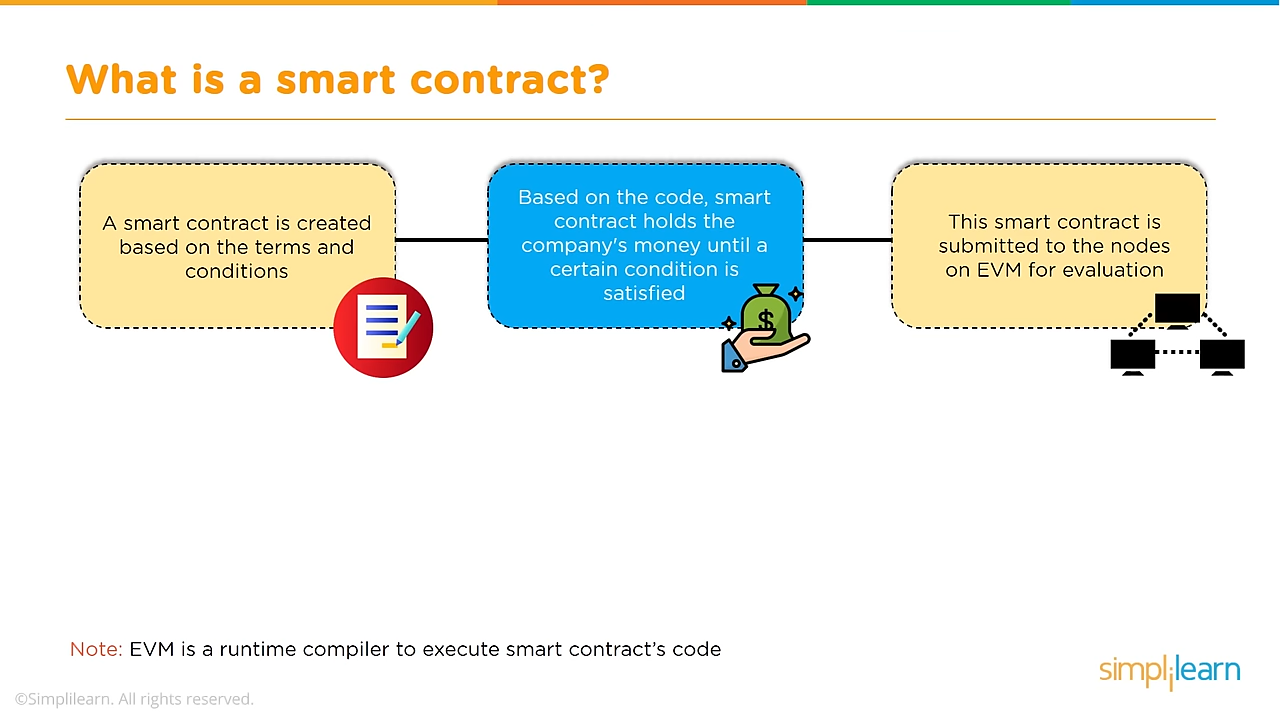 What is a smart contract?
A smart contract is created
based on the terms and
conditions
Based on the code, smart
contract holds the
company's money until a
certain condition is
satisfied
$
This smart contract is
submitted to the nodes
on EVM for evaluation
Note: EVM is a runtime compiler to execute smart contract’s code
simplilearn
©Simplilearn. All rights reserved.